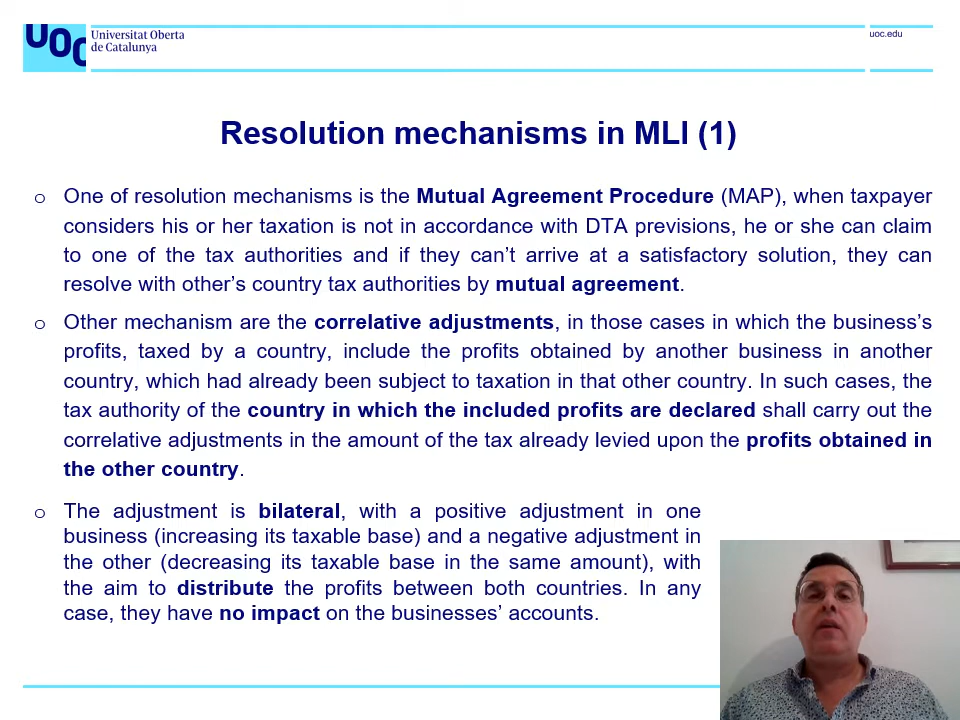 UOC
Universitat Oberta
de Catalunya
uoc.edu
Resolution mechanisms in MLI (1)
o One of resolution mechanisms is the Mutual Agreement Procedure (MAP), when taxpayer
considers his or her taxation is not in accordance with DTA previsions, he or she can claim
to one of the tax authorities and if they can’t arrive at a satisfactory solution, they can
resolve with other’s country tax authorities by mutual agreement.
o Other mechanism are the correlative adjustments, in those cases in which the business’s
profits, taxed by a country, include the profits obtained by another business in another
country, which had already been subject to taxation in that other country. In such cases, the
tax authority of the country in which the included profits are declared shall carry out the
correlative adjustments in the amount of the tax already levied upon the profits obtained in
the other country.
o The adjustment is bilateral, with a positive adjustment in one
business (increasing its taxable base) and a negative adjustment in
the other (decreasing its taxable base in the same amount), with
the aim to distribute the profits between both countries. In any
case, they have no impact on the businesses’ accounts.